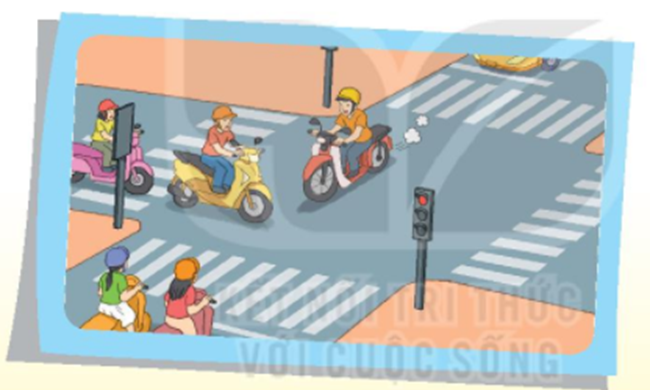 KẾT NỐI TRI THỨC
VỚI CUỘC SỐNG